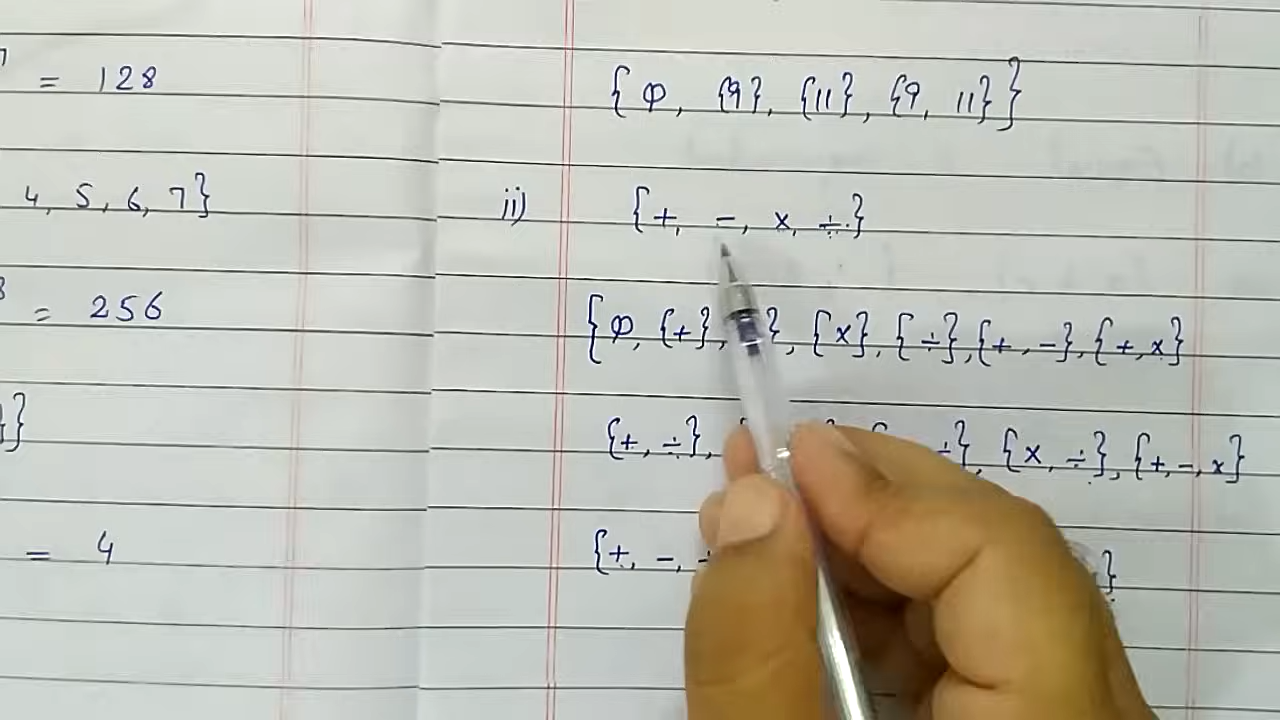 = 128
4, 5, 6, 7}
= 256
}
= 4
{φ, {9}, {11}, {9, 11}}
ii) {+, -, ×, ÷}
{φ, {+}, }, {×}, {÷}, {+, -}, {+, ×}
{+, ÷}, ÷}, {×, ÷}, {+, -, ×}
{+, -, }